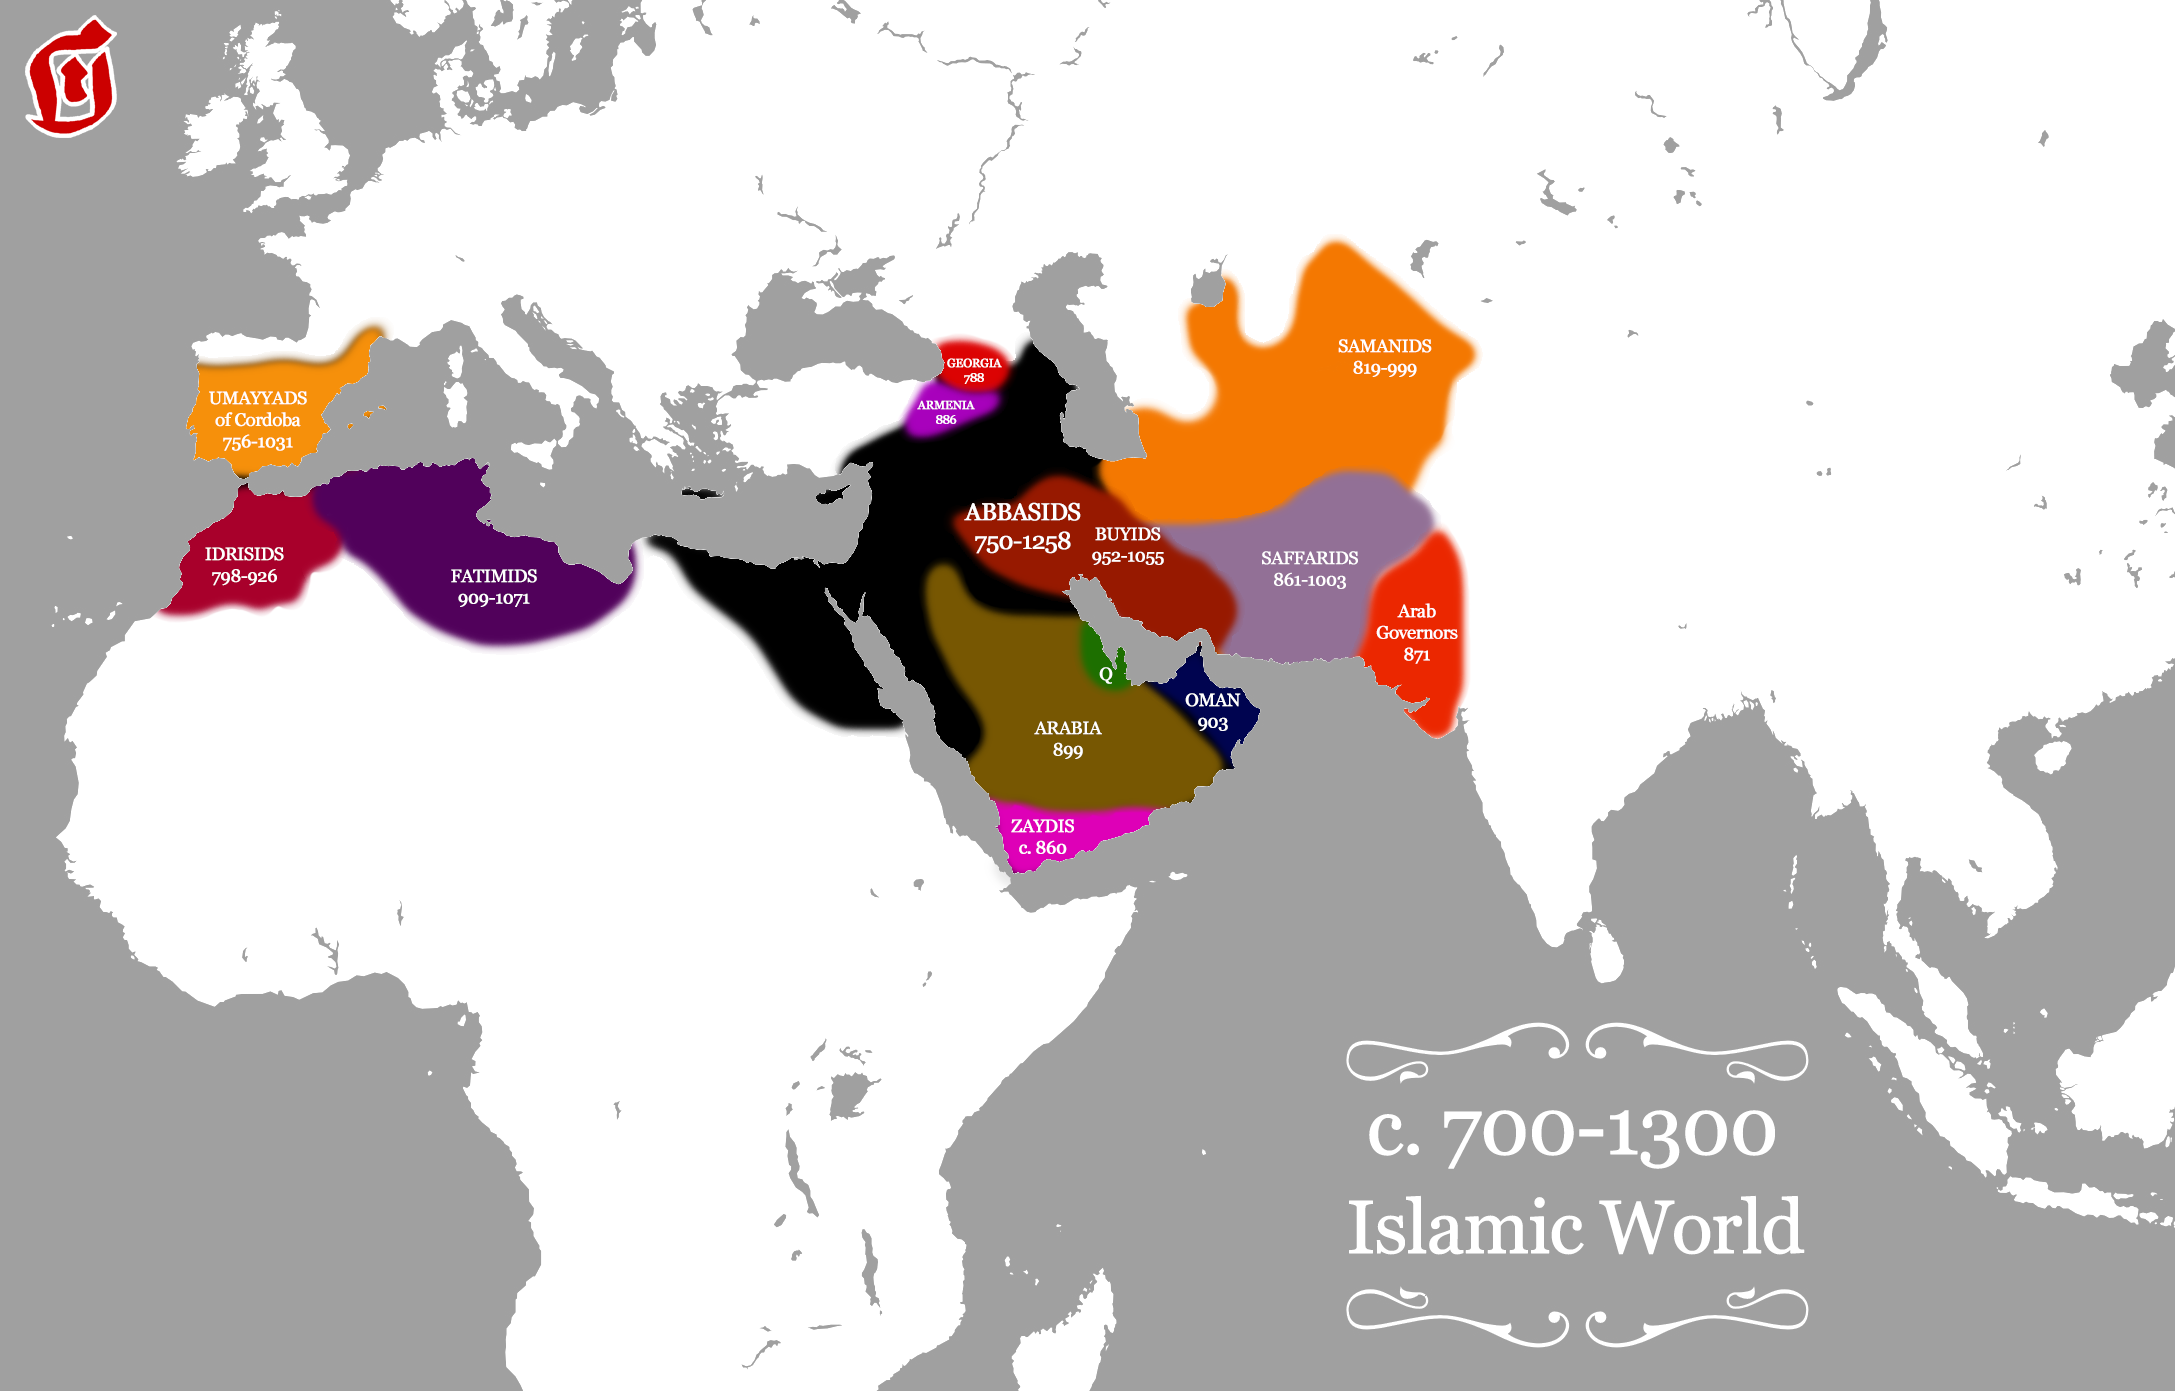 GEORGIA
788
ARMENIA
886
SAMANIDS
819-999
UMAYYADS
of Cordoba
756-1031
ABBASIDS
750-1258
BUYIDS
952-1055
SAFFARIDS
861-1003
IDRISIDS
798-926
FATIMIDS
909-1071
Arab
Governors
871
Q
OMAN
903
ARABIA
899
ZAYDIS
c. 860
c. 700-1300
Islamic World